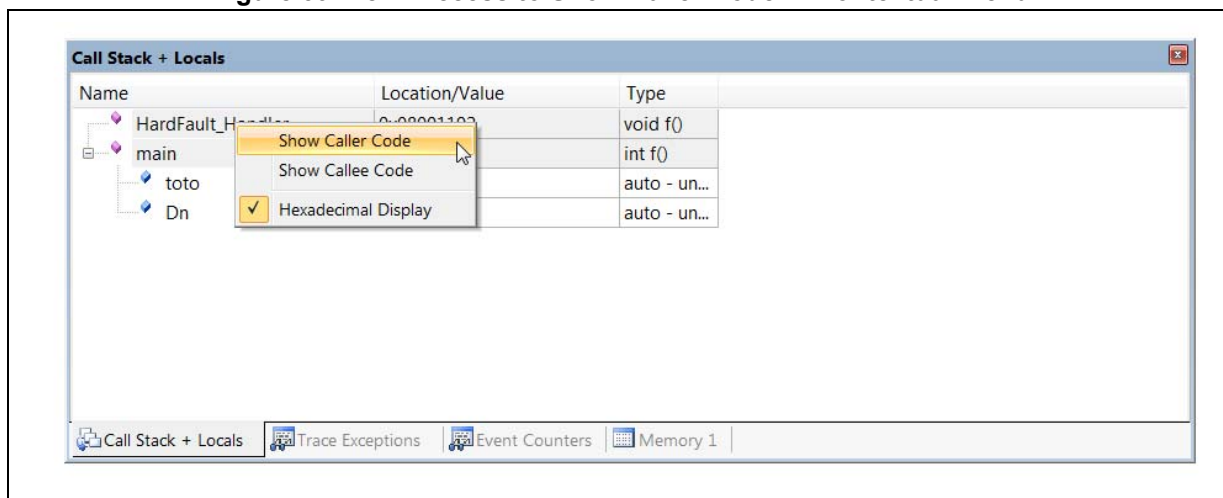 Call Stack + Locals
Name Location/Value Type
void f()
Show Caller Code
main int f()
Show Callee Code
toto auto - un...
Hexadecimal Display
Dn auto - un...
Call Stack + Locals Trace Exceptions Event Counters Memory 1